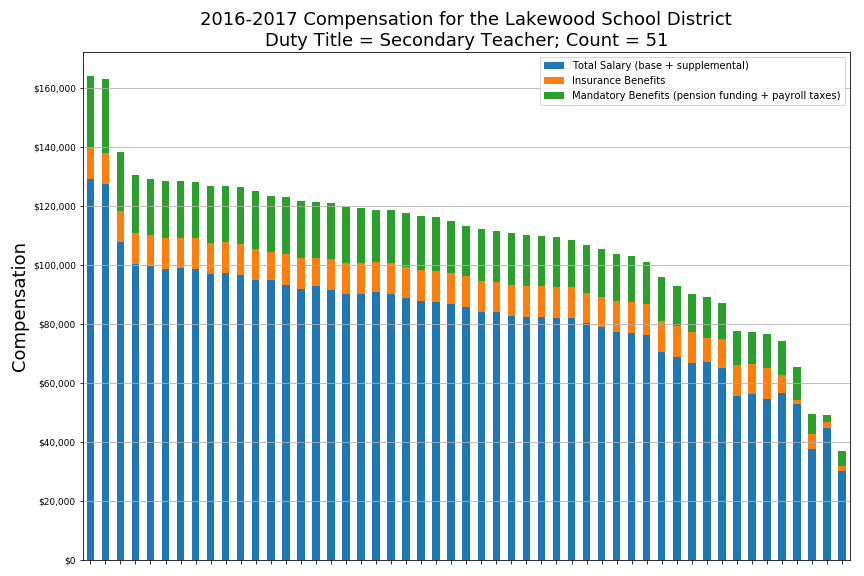 2016-2017 Compensation for the Lakewood School District
Duty Title = Secondary Teacher; Count = 51
Total Salary (base + supplemental)
Insurance Benefits
Mandatory Benefits (pension funding + payroll taxes)
Compensation
$160,000
$140,000
$120,000
$100,000
$80,000
$60,000
$40,000
$20,000
$0